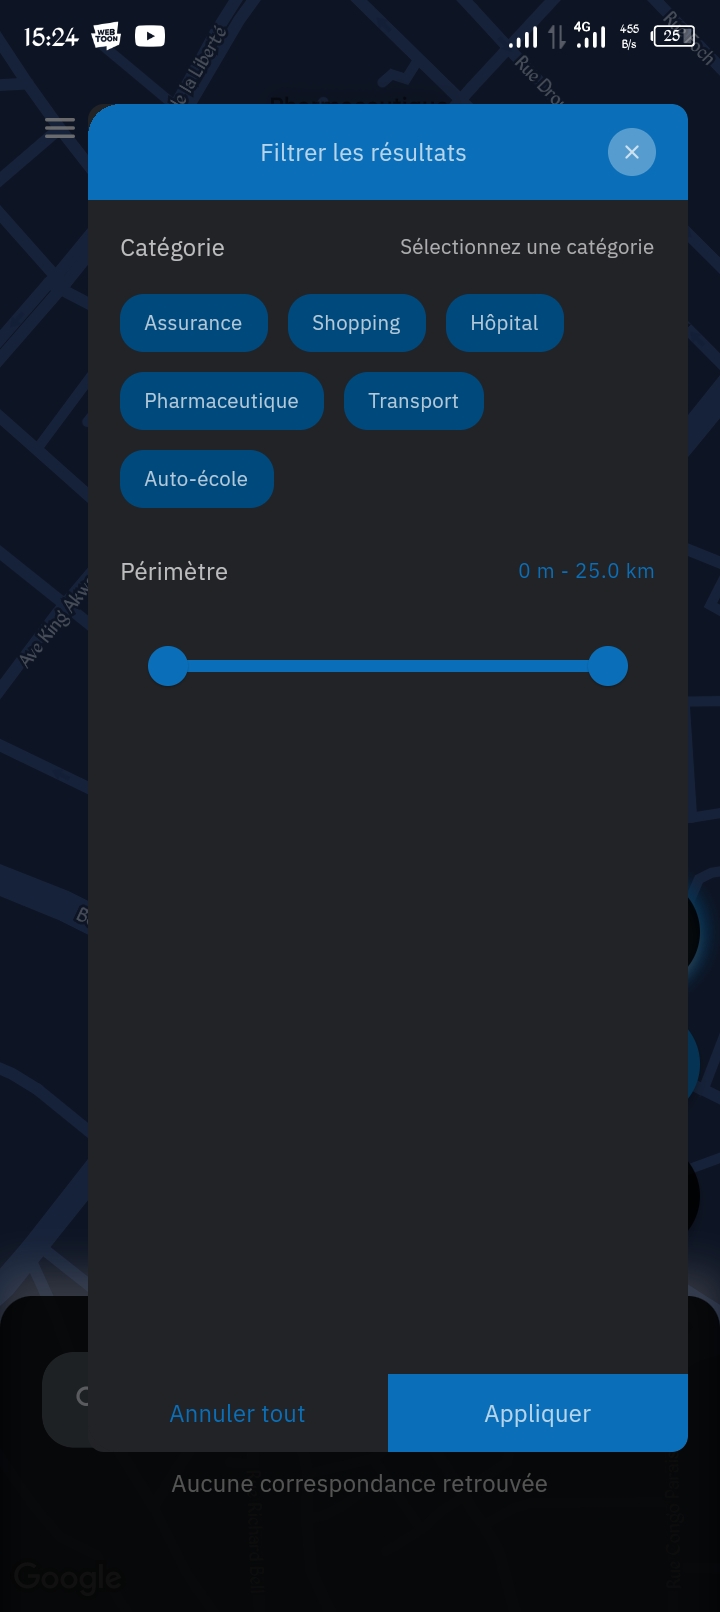 15:24 WEB TOON 4G 455 B/s 25
de la Liberté
Rue
Pharmaceutique
Filtrer les résultats
Catégorie Sélectionnez une catégorie
Assurance Shopping Hôpital
Pharmaceutique Transport
Auto-école
Périmètre 0 m - 25.0 km
Ave King Akwa
Annuler tout Appliquer
Aucune correspondance retrouvée
Google